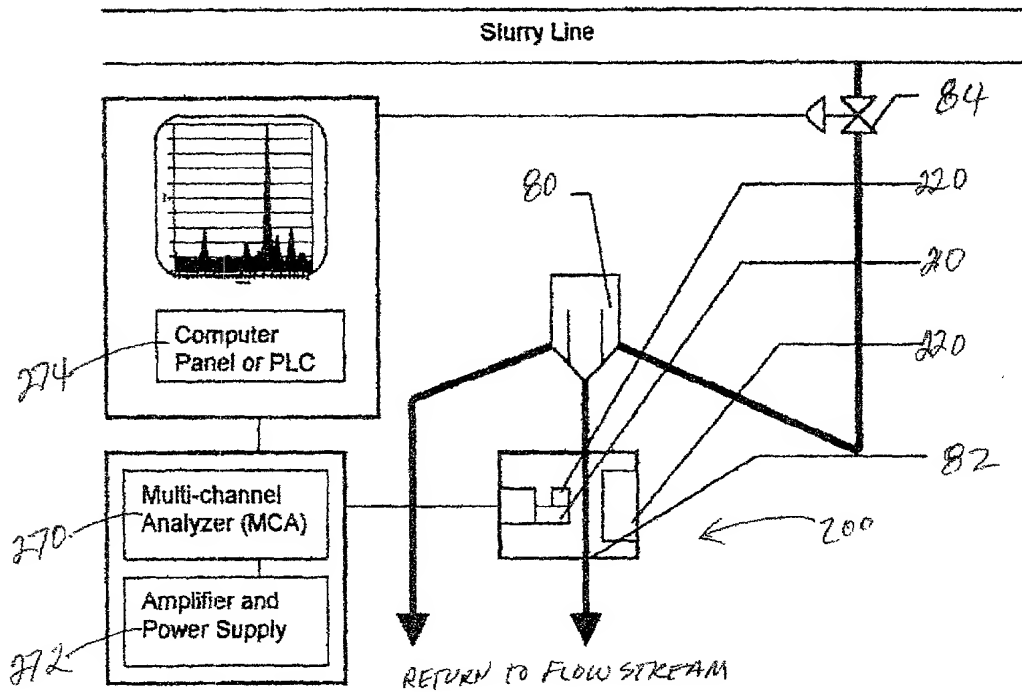 Slurry Line
84
80
220
210
220
Computer
Panel or PLC
274
82
Multi-channel
Analyzer (MCA)
270
200
Amplifier and
Power Supply
272
RETURN TO FLOW STREAM